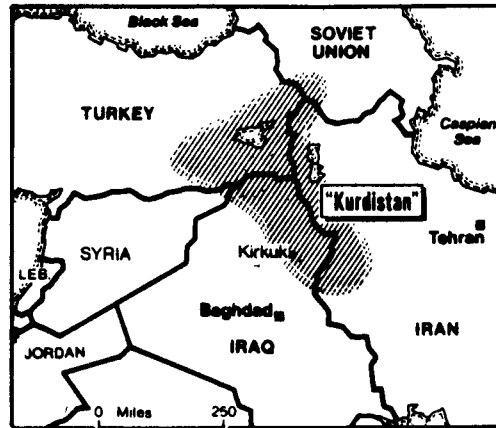 Black Sea
SOVIET
UNION
TURKEY
Caspian
Sea
"Kurdistan"
Tehran
SYRIA
Kirkuk
LEB.
Baghdad
IRAQ
IRAN
JORDAN
0 Miles 250